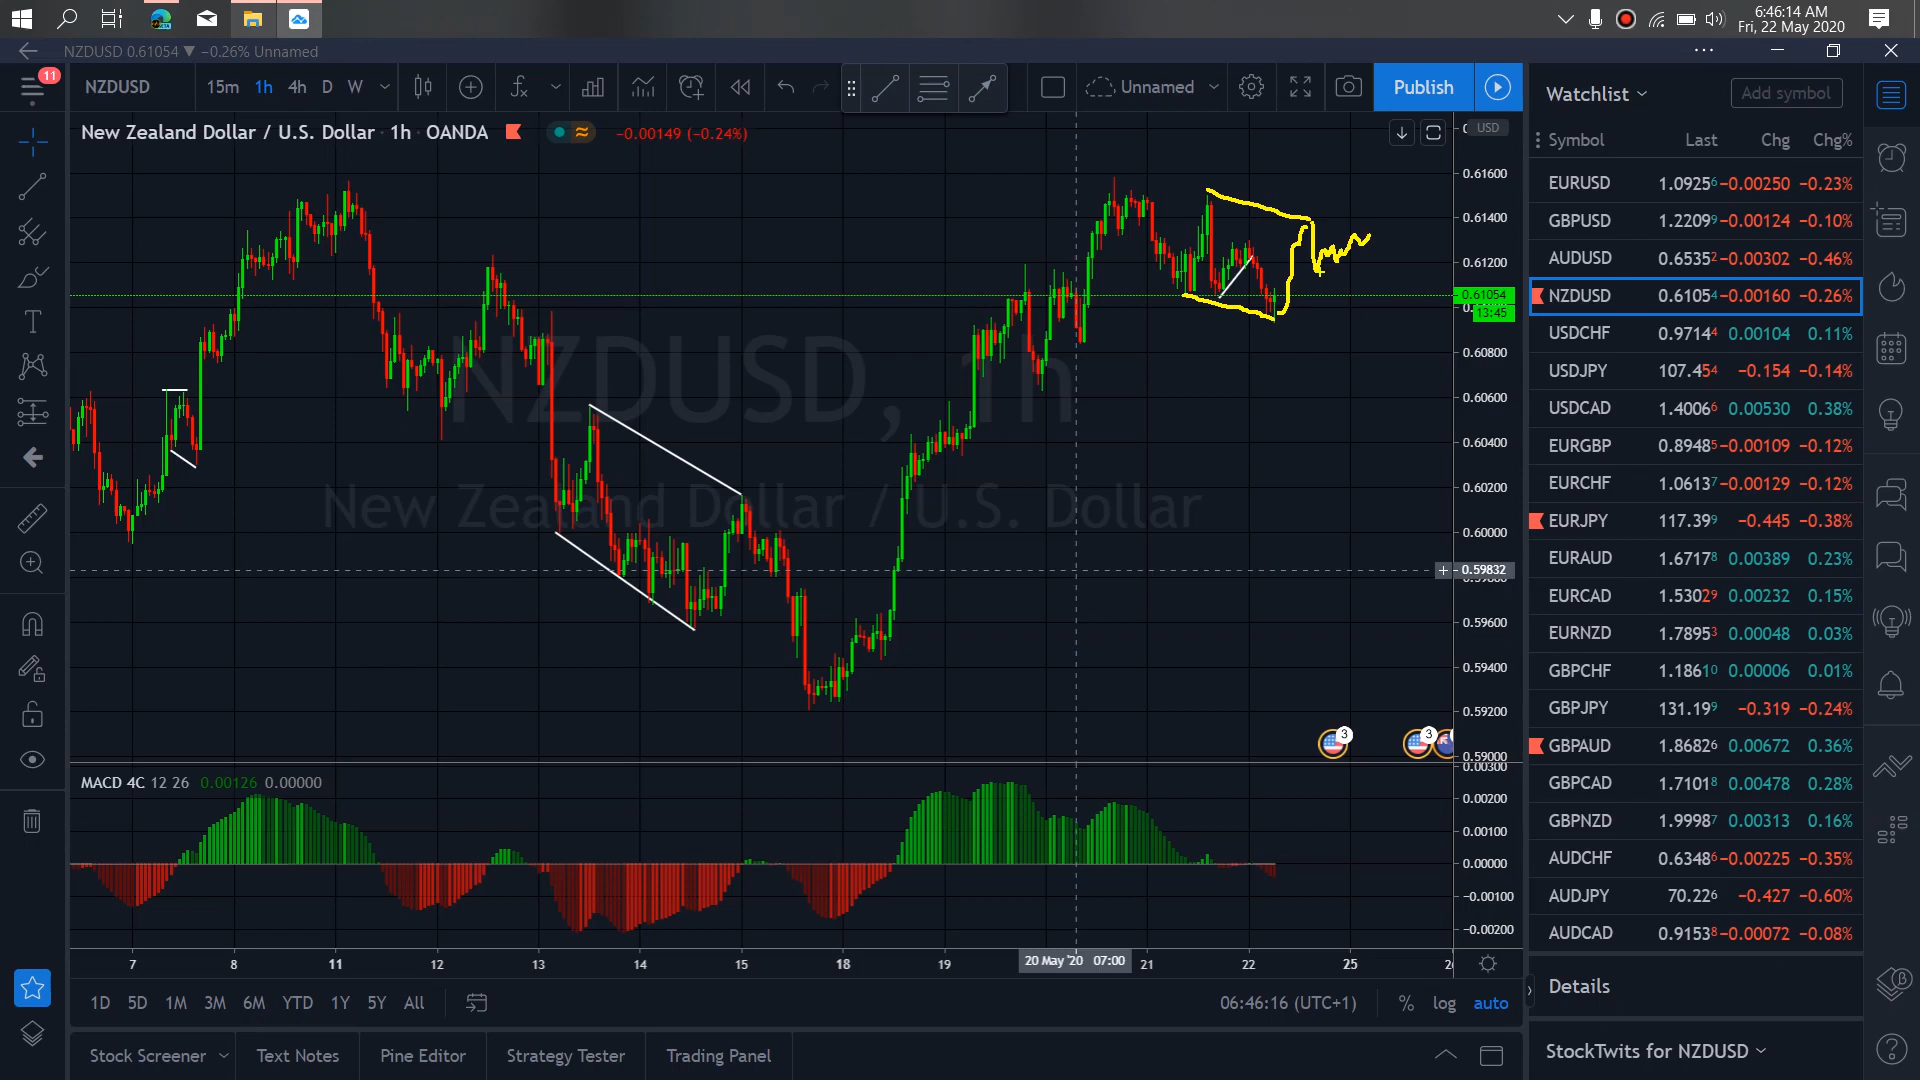 6:46:14 AM
Fri, 22 May 2020
NZDUSD 0.61054 ▼ −0.26% Unnamed
11
NZDUSD 15m 1h 4h D W Unnamed Publish
New Zealand Dollar / U.S. Dollar · 1h · OANDA −0.00149 (−0.24%)
USD
0.61600
0.61400
0.61200
0.61054
13:45
0.60800
0.60600
0.60400
0.60200
0.60000
0.59832
0.59600
0.59400
0.59200
0.59000
NZDUSD, 1h
New Zealand Dollar / U.S. Dollar
3
3
MACD 4C 12 26 0.00126 0.00000
0.00300
0.00200
0.00100
0.00000
−0.00100
−0.00200
7 8 11 12 13 14 15 18 19 20 May '20 07:00 21 22 25
1D 5D 1M 3M 6M YTD 1Y 5Y All 06:46:16 (UTC+1) % log auto
Stock Screener Text Notes Pine Editor Strategy Tester Trading Panel
Watchlist Add symbol
Symbol Last Chg Chg%
EURUSD 1.09256 −0.00250 −0.23%
GBPUSD 1.22099 −0.00124 −0.10%
AUDUSD 0.65352 −0.00302 −0.46%
NZDUSD 0.61054 −0.00160 −0.26%
USDCHF 0.97144 0.00104 0.11%
USDJPY 107.454 −0.154 −0.14%
USDCAD 1.40066 0.00530 0.38%
EURGBP 0.89485 −0.00109 −0.12%
EURCHF 1.06137 −0.00129 −0.12%
EURJPY 117.399 −0.445 −0.38%
EURAUD 1.67178 0.00389 0.23%
EURCAD 1.53029 0.00232 0.15%
EURNZD 1.78953 0.00048 0.03%
GBPCHF 1.18610 0.00006 0.01%
GBPJPY 131.199 −0.319 −0.24%
GBPAUD 1.86826 0.00672 0.36%
GBPCAD 1.71018 0.00478 0.28%
GBPNZD 1.99987 0.00313 0.16%
AUDCHF 0.63486 −0.00225 −0.35%
AUDJPY 70.226 −0.427 −0.60%
AUDCAD 0.91538 −0.00072 −0.08%
Details
StockTwits for NZDUSD